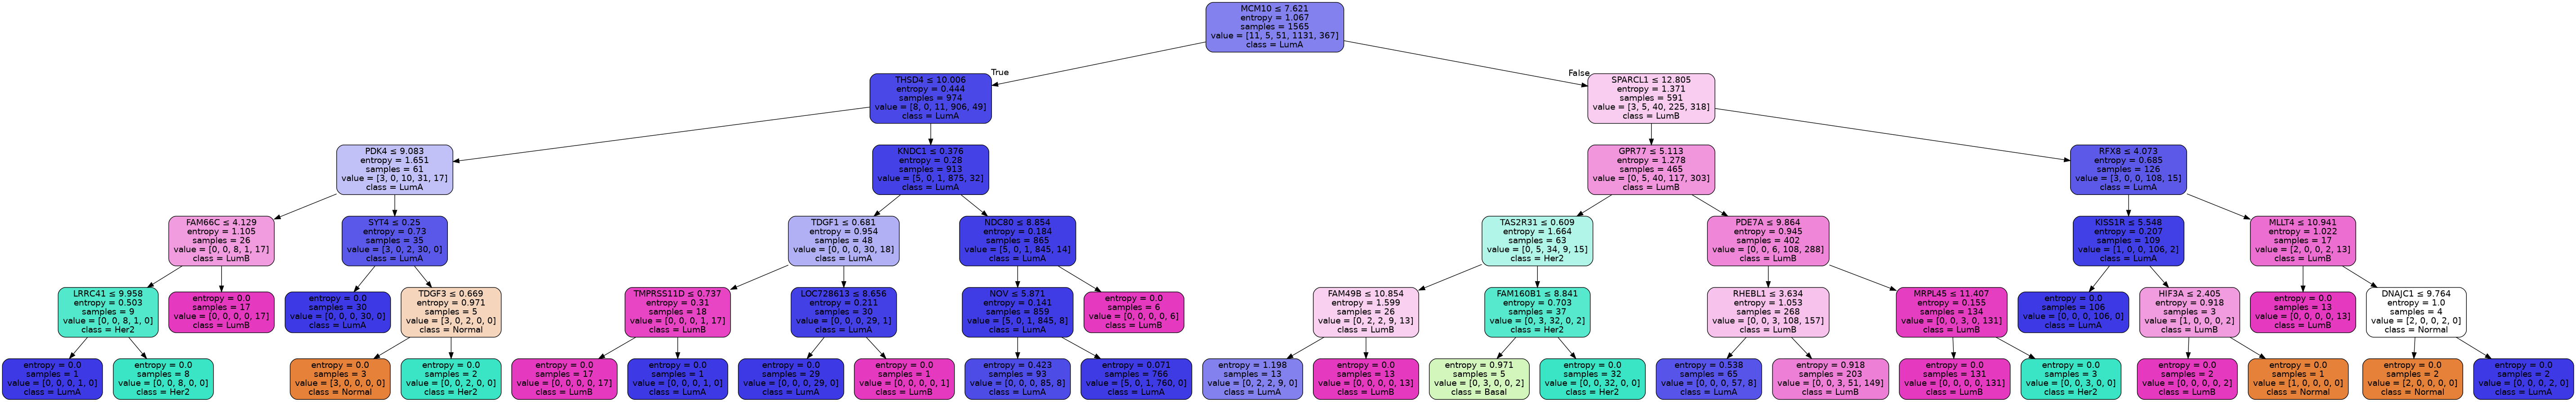 MCM10 ≤ 7.621
entropy = 1.067
samples = 1565
value = [11, 5, 51, 1131, 367]
class = LumA
True
False
THSD4 ≤ 10.006
entropy = 0.444
samples = 974
value = [8, 0, 11, 906, 49]
class = LumA
SPARCL1 ≤ 12.805
entropy = 1.371
samples = 591
value = [3, 5, 40, 225, 318]
class = LumB
PDK4 ≤ 9.083
entropy = 1.651
samples = 61
value = [3, 0, 10, 31, 17]
class = LumA
KNDC1 ≤ 0.376
entropy = 0.28
samples = 913
value = [5, 0, 1, 875, 32]
class = LumA
GPR77 ≤ 5.113
entropy = 1.278
samples = 465
value = [0, 5, 40, 117, 303]
class = LumB
RFX8 ≤ 4.073
entropy = 0.685
samples = 126
value = [3, 0, 0, 108, 15]
class = LumA
FAM66C ≤ 4.129
entropy = 1.105
samples = 26
value = [0, 0, 8, 1, 17]
class = LumB
SYT4 ≤ 0.25
entropy = 0.73
samples = 35
value = [3, 0, 2, 30, 0]
class = LumA
TDGF1 ≤ 0.681
entropy = 0.954
samples = 48
value = [0, 0, 0, 30, 18]
class = LumA
NDC80 ≤ 8.854
entropy = 0.184
samples = 865
value = [5, 0, 1, 845, 14]
class = LumA
TAS2R31 ≤ 0.609
entropy = 1.664
samples = 63
value = [0, 5, 34, 9, 15]
class = Her2
PDE7A ≤ 9.864
entropy = 0.945
samples = 402
value = [0, 0, 6, 108, 288]
class = LumB
KISS1R ≤ 5.548
entropy = 0.207
samples = 109
value = [1, 0, 0, 106, 2]
class = LumA
MLLT4 ≤ 10.941
entropy = 1.022
samples = 17
value = [2, 0, 0, 2, 13]
class = LumB
LRRC41 ≤ 9.958
entropy = 0.503
samples = 9
value = [0, 0, 8, 1, 0]
class = Her2
entropy = 0.0
samples = 17
value = [0, 0, 0, 0, 17]
class = LumB
entropy = 0.0
samples = 30
value = [0, 0, 0, 30, 0]
class = LumA
TDGF3 ≤ 0.669
entropy = 0.971
samples = 5
value = [3, 0, 2, 0, 0]
class = Normal
TMPRSS11D ≤ 0.737
entropy = 0.31
samples = 18
value = [0, 0, 0, 1, 17]
class = LumB
LOC728613 ≤ 8.656
entropy = 0.211
samples = 30
value = [0, 0, 0, 29, 1]
class = LumA
NOV ≤ 5.871
entropy = 0.141
samples = 859
value = [5, 0, 1, 845, 8]
class = LumA
entropy = 0.0
samples = 6
value = [0, 0, 0, 0, 6]
class = LumB
FAM49B ≤ 10.854
entropy = 1.599
samples = 26
value = [0, 2, 2, 9, 13]
class = LumB
FAM160B1 ≤ 8.841
entropy = 0.703
samples = 37
value = [0, 3, 32, 0, 2]
class = Her2
RHEBL1 ≤ 3.634
entropy = 1.053
samples = 268
value = [0, 0, 3, 108, 157]
class = LumB
MRPL45 ≤ 11.407
entropy = 0.155
samples = 134
value = [0, 0, 3, 0, 131]
class = LumB
entropy = 0.0
samples = 106
value = [0, 0, 0, 106, 0]
class = LumA
HIF3A ≤ 2.405
entropy = 0.918
samples = 3
value = [1, 0, 0, 0, 2]
class = LumB
entropy = 0.0
samples = 13
value = [0, 0, 0, 0, 13]
class = LumB
DNAJC1 ≤ 9.764
entropy = 1.0
samples = 4
value = [2, 0, 0, 2, 0]
class = Normal
entropy = 0.0
samples = 1
value = [0, 0, 0, 1, 0]
class = LumA
entropy = 0.0
samples = 8
value = [0, 0, 8, 0, 0]
class = Her2
entropy = 0.0
samples = 3
value = [3, 0, 0, 0, 0]
class = Normal
entropy = 0.0
samples = 2
value = [0, 0, 2, 0, 0]
class = Her2
entropy = 0.0
samples = 17
value = [0, 0, 0, 0, 17]
class = LumB
entropy = 0.0
samples = 1
value = [0, 0, 0, 1, 0]
class = LumA
entropy = 0.0
samples = 29
value = [0, 0, 0, 29, 0]
class = LumA
entropy = 0.0
samples = 1
value = [0, 0, 0, 0, 1]
class = LumB
entropy = 0.423
samples = 93
value = [0, 0, 0, 85, 8]
class = LumA
entropy = 0.071
samples = 766
value = [5, 0, 1, 760, 0]
class = LumA
entropy = 1.198
samples = 13
value = [0, 2, 2, 9, 0]
class = LumA
entropy = 0.0
samples = 13
value = [0, 0, 0, 0, 13]
class = LumB
entropy = 0.971
samples = 5
value = [0, 3, 0, 0, 2]
class = Basal
entropy = 0.0
samples = 32
value = [0, 0, 32, 0, 0]
class = Her2
entropy = 0.538
samples = 65
value = [0, 0, 0, 57, 8]
class = LumA
entropy = 0.918
samples = 203
value = [0, 0, 3, 51, 149]
class = LumB
entropy = 0.0
samples = 131
value = [0, 0, 0, 0, 131]
class = LumB
entropy = 0.0
samples = 3
value = [0, 0, 3, 0, 0]
class = Her2
entropy = 0.0
samples = 2
value = [0, 0, 0, 0, 2]
class = LumB
entropy = 0.0
samples = 1
value = [1, 0, 0, 0, 0]
class = Normal
entropy = 0.0
samples = 2
value = [2, 0, 0, 0, 0]
class = Normal
entropy = 0.0
samples = 2
value = [0, 0, 0, 2, 0]
class = LumA